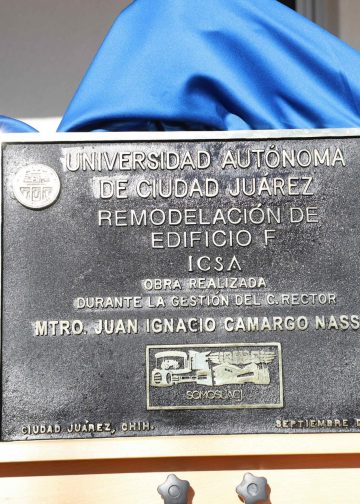 UNIVERSIDAD AUTÓNOMA
DE CIUDAD JUÁREZ
REMODELACIÓN DE
EDIFICIO F
ICSA
OBRA REALIZADA
DURANTE LA GESTIÓN DEL C. RECTOR
MTRO. JUAN IGNACIO CAMARGO NASS
SOMOSUACJ
CIUDAD JUÁREZ, CHIH. SEPTIEMBRE D